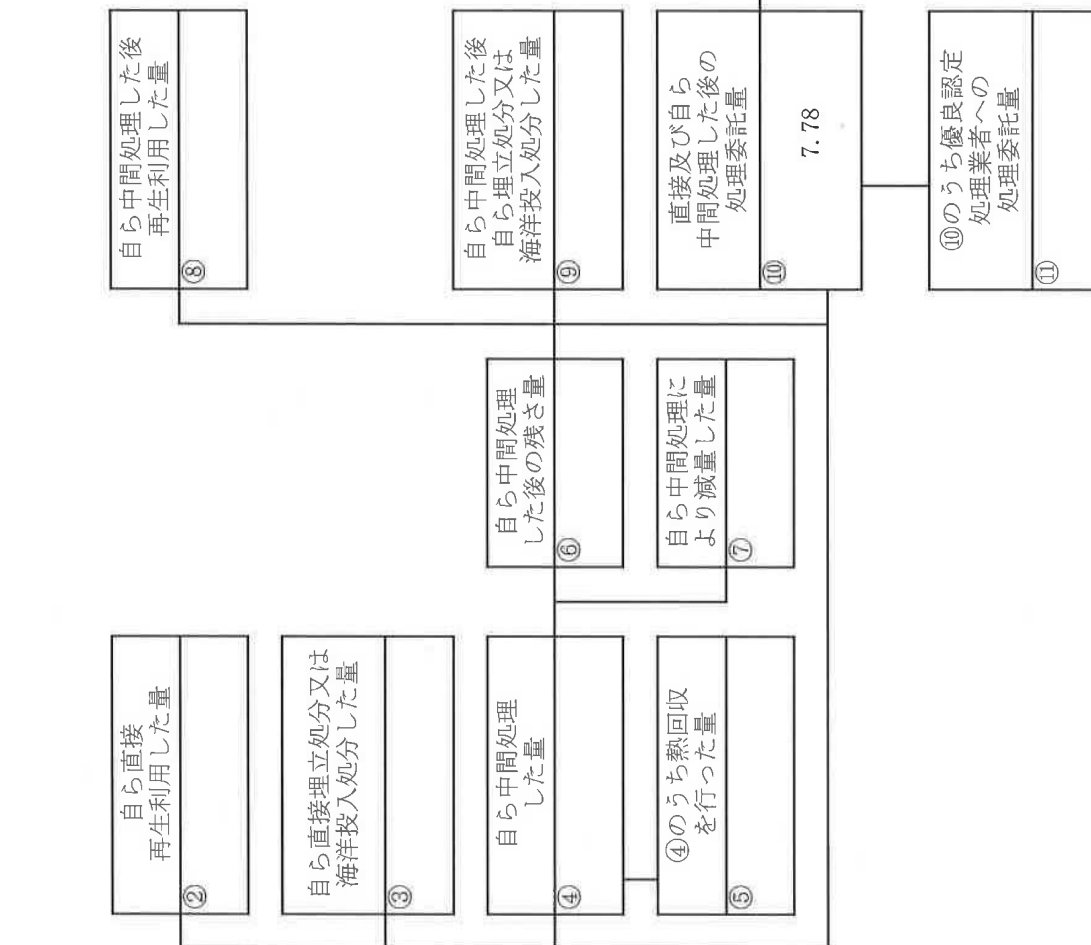 自ら直接
再生利用した量
②
自ら直接埋立処分又は
海洋投入処分した量
③
自ら中間処理
した量
④
④のうち熱回収
を行った量
⑤
自ら中間処理
した後の残さ量
⑥
自ら中間処理に
より減量した量
⑦
自ら中間処理した後
再生利用した量
⑧
自ら中間処理した後
自ら埋立処分又は
海洋投入処分した量
⑨
直接及び自ら
中間処理した後の
処理委託量
⑩
7.78
⑩のうち優良認定
処理業者への
処理委託量
⑪